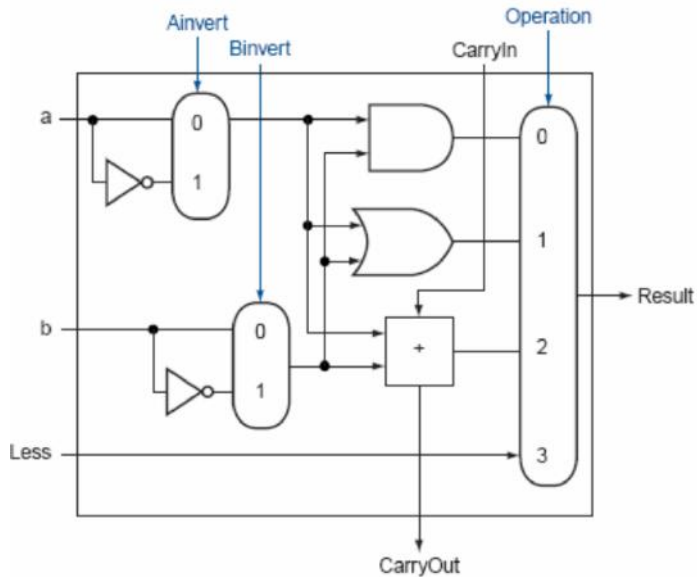 Operation
Ainvert
Binvert
CarryIn
a
0
1
0
1
b
0
1
2
+
Result
Less
3
CarryOut